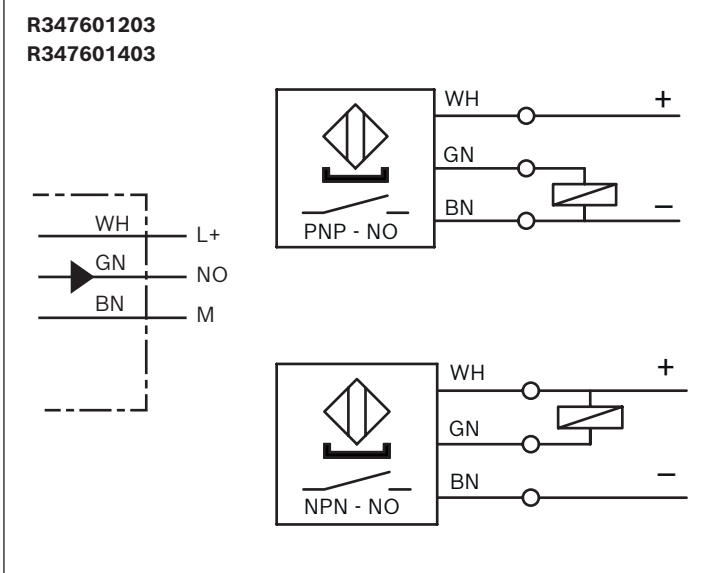 R347601203
R347601403
WH L+
GN NO
BN M
WH +
GN
BN –
PNP - NO
WH +
GN
BN –
NPN - NO